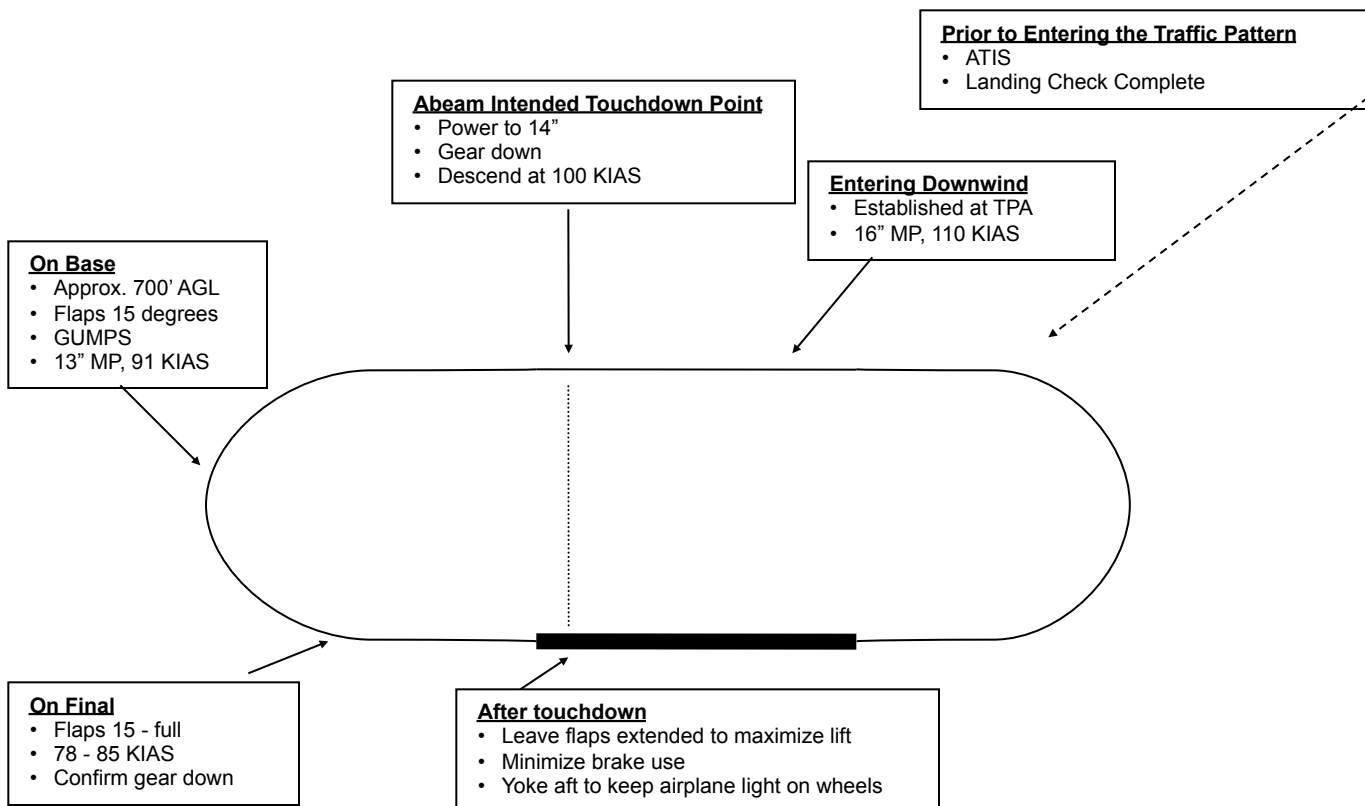 Prior to Entering the Traffic Pattern
• ATIS
• Landing Check Complete
Abeam Intended Touchdown Point
• Power to 14”
• Gear down
• Descend at 100 KIAS
Entering Downwind
• Established at TPA
• 16” MP, 110 KIAS
On Base
• Approx. 700’ AGL
• Flaps 15 degrees
• GUMPS
• 13” MP, 91 KIAS
On Final
• Flaps 15 - full
• 78 - 85 KIAS
• Confirm gear down
After touchdown
• Leave flaps extended to maximize lift
• Minimize brake use
• Yoke aft to keep airplane light on wheels